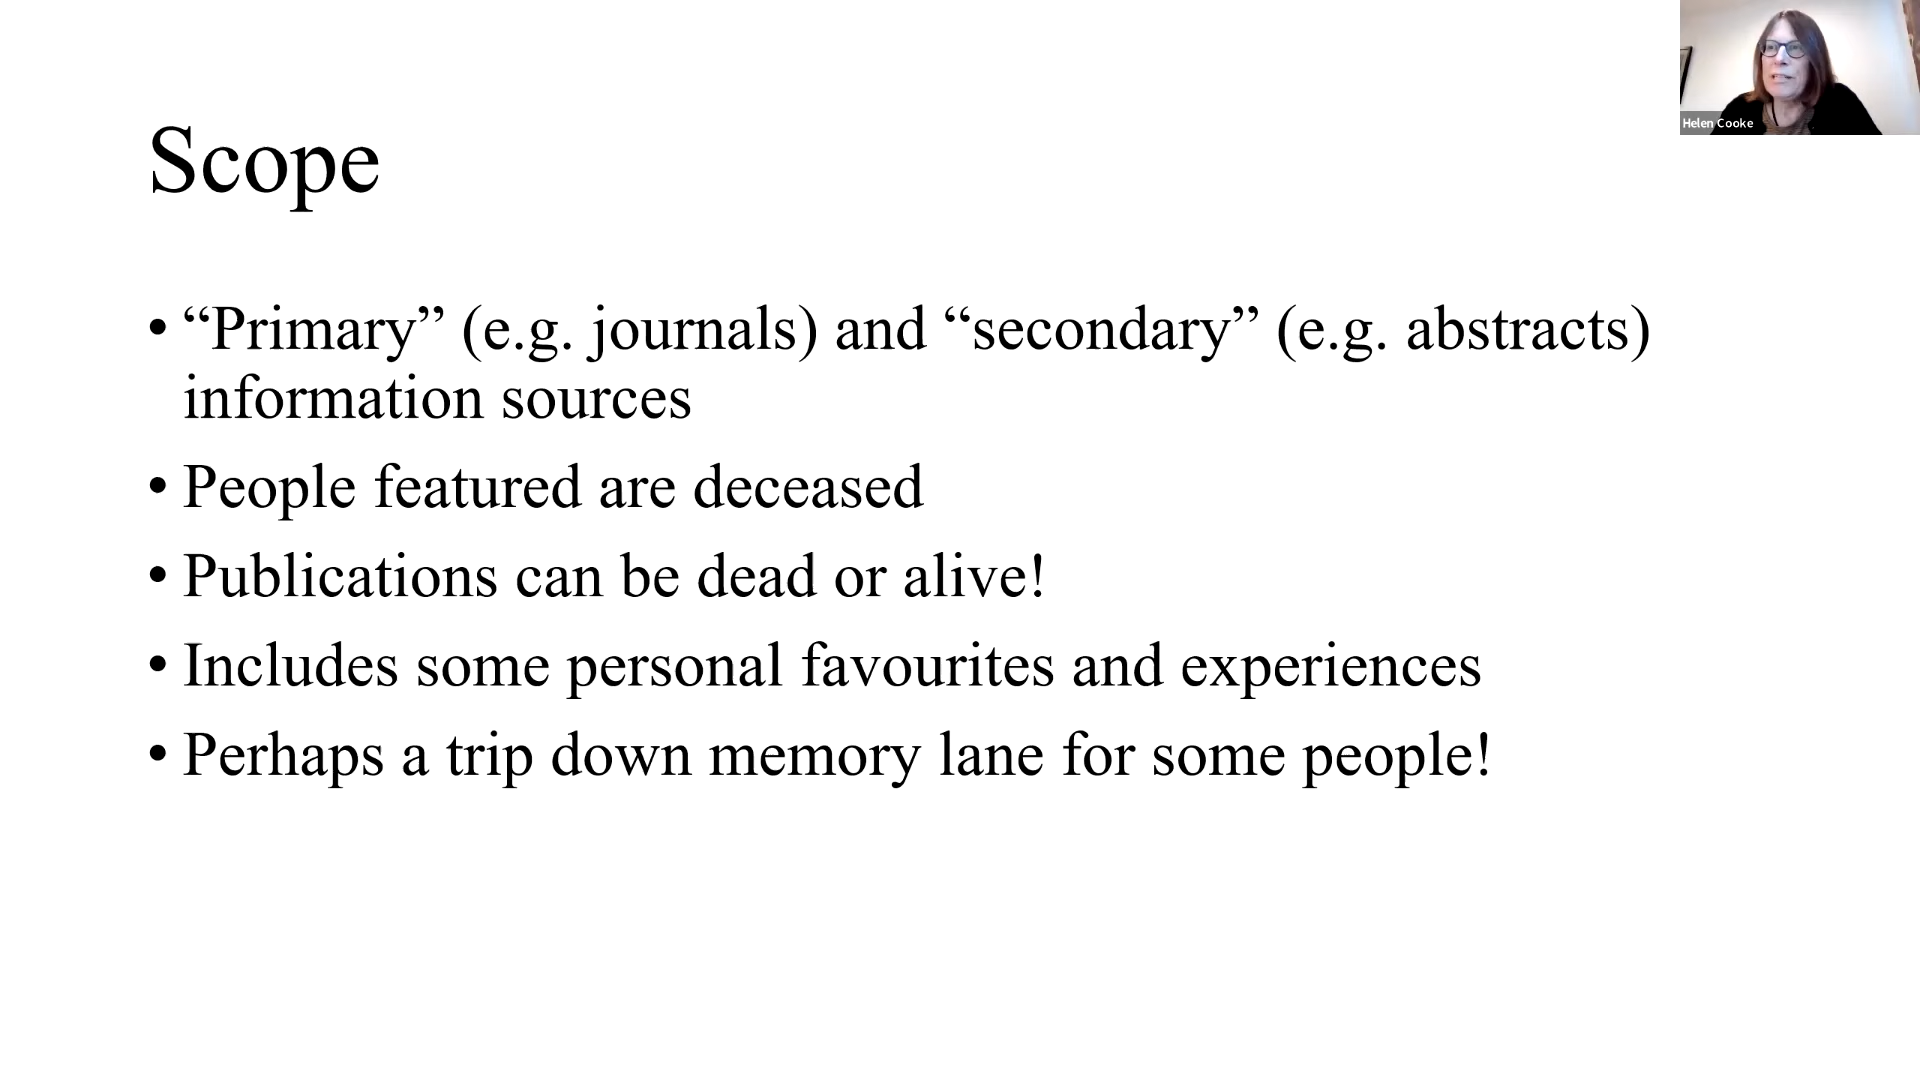 Helen Cooke
Scope
• “Primary” (e.g. journals) and “secondary” (e.g. abstracts)
information sources
• People featured are deceased
• Publications can be dead or alive!
• Includes some personal favourites and experiences
• Perhaps a trip down memory lane for some people!